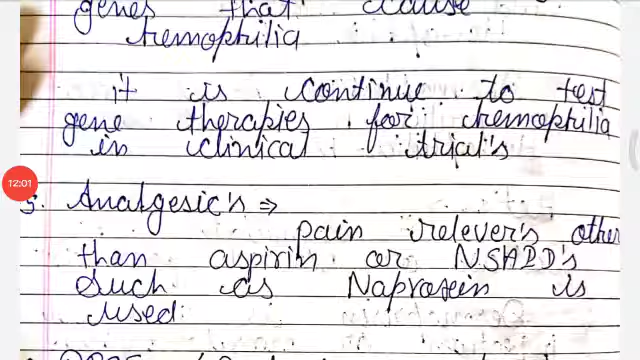 genes that cause
hemophilia
it is continue to test
gene therapies for hemophilia
in clinical trial's
12:01
5. Analgesic's ⇒
pain relever's other
than aspirin or NSAID's
Such as Naproxein is
used.